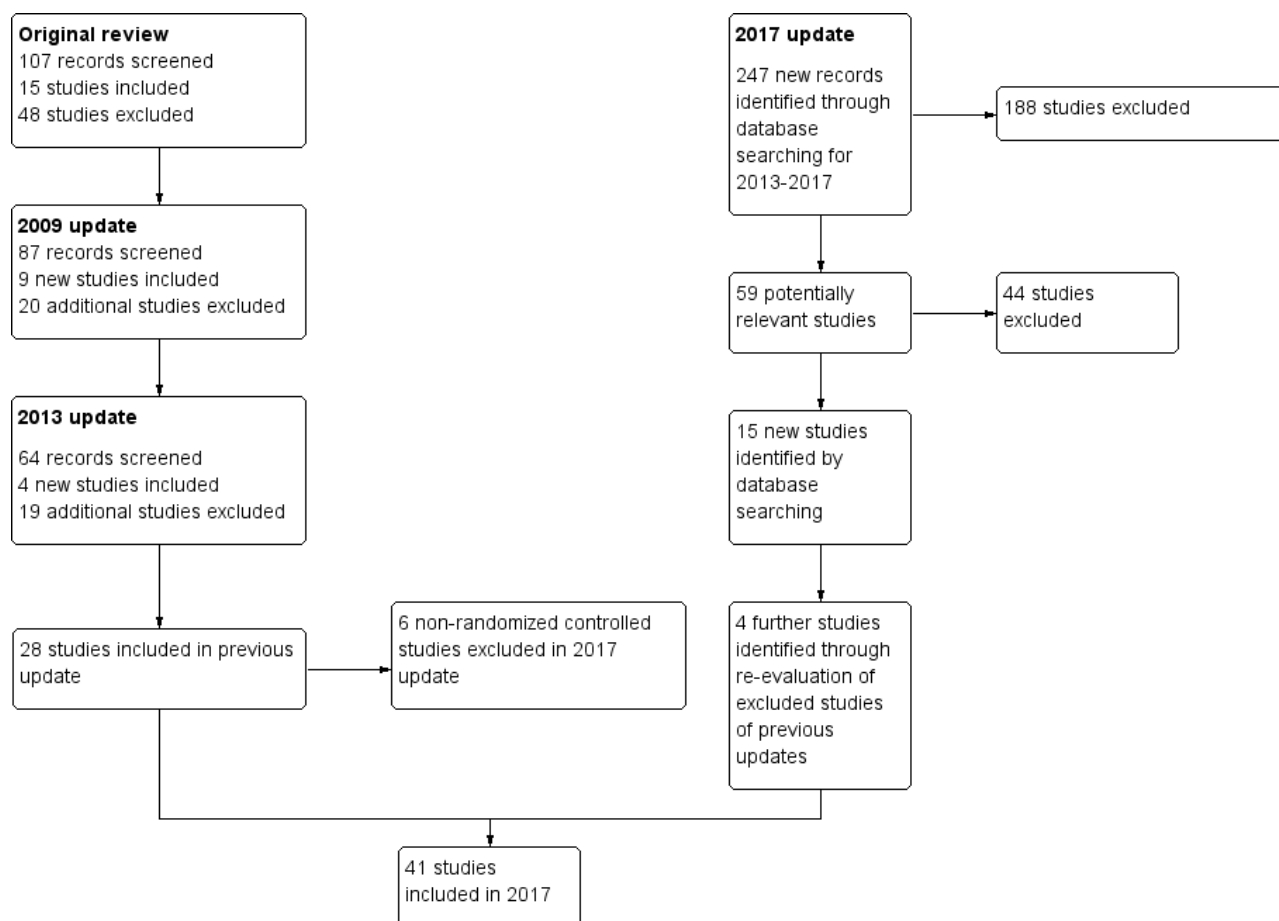 Original review
107 records screened
15 studies included
48 studies excluded
2009 update
87 records screened
9 new studies included
20 additional studies excluded
2013 update
64 records screened
4 new studies included
19 additional studies excluded
28 studies included in previous
update
6 non-randomized controlled
studies excluded in 2017
update
2017 update
247 new records
identified through
database
searching for
2013-2017
188 studies excluded
59 potentially
relevant studies
44 studies
excluded
15 new studies
identified by
database
searching
4 further studies
identified through
re-evaluation of
excluded studies
of previous
updates
41 studies
included in 2017